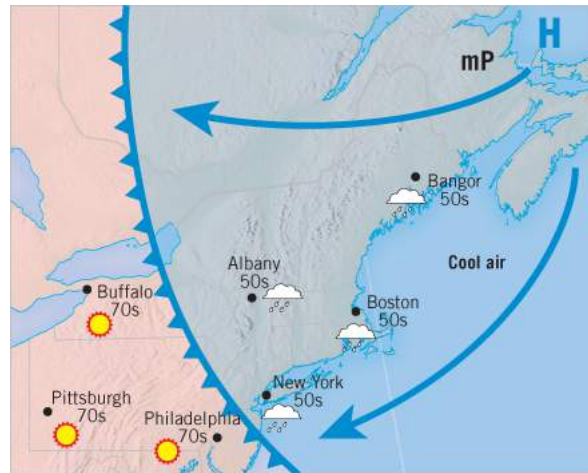 H
mP
Bangor
50s
Cool air
Albany
50s
Buffalo
70s
Boston
50s
New York
50s
Pittsburgh
70s
Philadelphia
70s